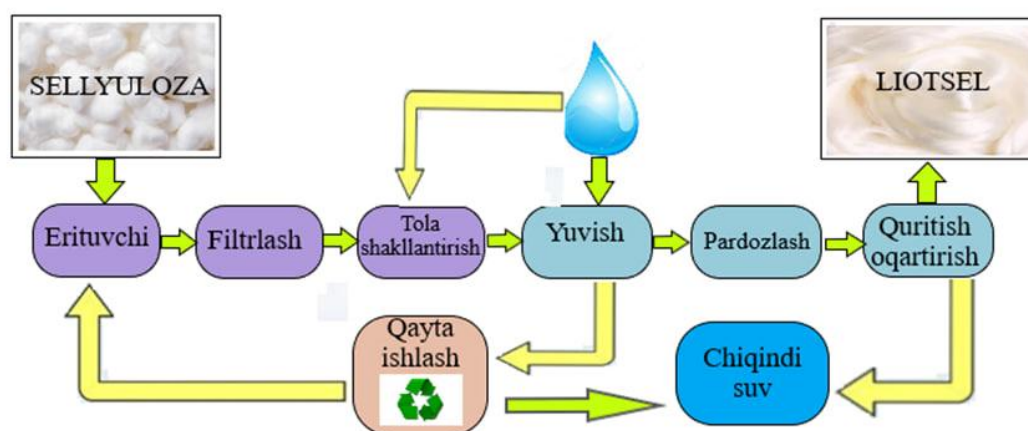 SELLYULOZA
LIOTSEL
Erituvchi
Filtrlash
Tola
shakllantirish
Yuvish
Pardozlash
Quritish
oqartirish
Qayta
ishlash
Chiqindi
suv